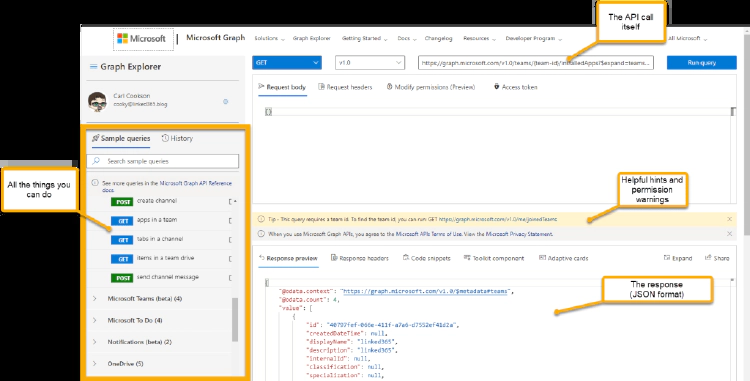 The API call
itself
Microsoft
Microsoft Graph
Solutions
Graph Explorer
Getting Started
Docs
Changelog
Resources
Developer Program
All Microsoft
Graph Explorer
GET
v1.0
https://graph.microsoft.com/v1.0/teams/{team-id}/installedApps?$expand=teams...
Run query
Carl Cookson
cooky@linked365.blog
Request body
Request headers
Modify permissions (Preview)
Access token
{}
Sample queries
History
Search sample queries
All the things you
can do
See more queries in the Microsoft Graph API Reference
docs.
POST create channel
GET apps in a team
GET tabs in a channel
GET items in a team drive
POST send channel message
Microsoft Teams (beta) (4)
Microsoft To Do (4)
Notifications (beta) (2)
OneDrive (5)
Helpful hints and
permission
warnings
Tip - This query requires a team id. To find the team id, you can run: GET https://graph.microsoft.com/v1.0/me/joinedTeams
When you use Microsoft Graph APIs, you agree to the Microsoft APIs Terms of Use. View the Microsoft Privacy Statement.
Response preview
Response headers
Code snippets
Toolkit component
Adaptive cards
Expand
Share
The response
(JSON format)
{
"@odata.context": "https://graph.microsoft.com/v1.0/$metadata#teams",
"@odata.count": 4,
"value": [
{
"id": "40797fef-066e-411f-a7a6-d7552ef41d2a",
"createdDateTime": null,
"displayName": "linked365",
"description": "linked365",
"internalId": null,
"classification": null,
"specialization": null,